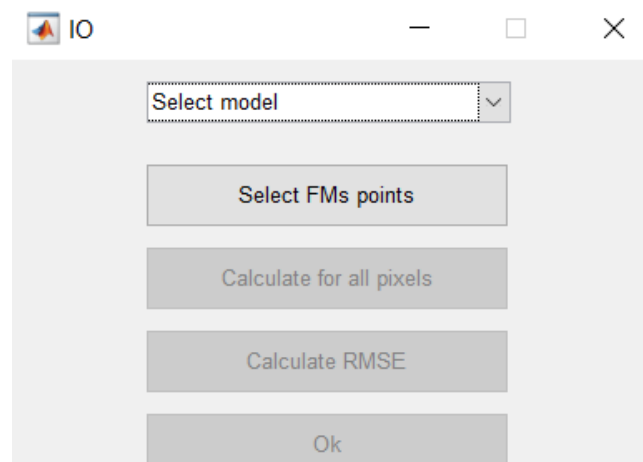 IO
Select model
Select FMs points
Calculate for all pixels
Calculate RMSE
Ok